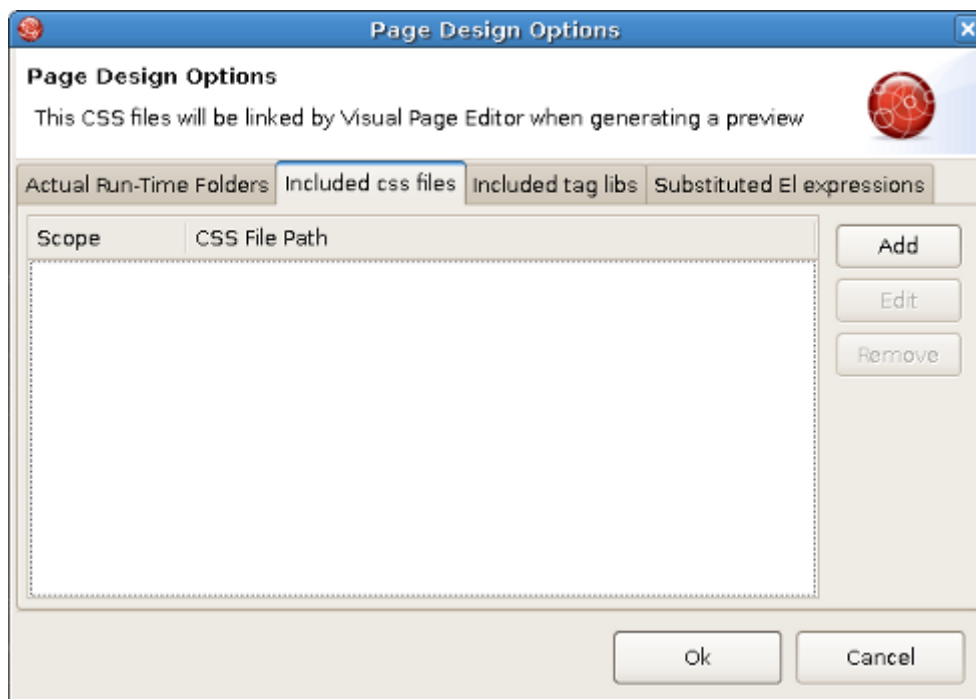 Page Design Options
Page Design Options
This CSS files will be linked by Visual Page Editor when generating a preview
Actual Run-Time Folders Included css files Included tag libs Substituted El expressions
Scope CSS File Path
Add
Edit
Remove
Ok Cancel